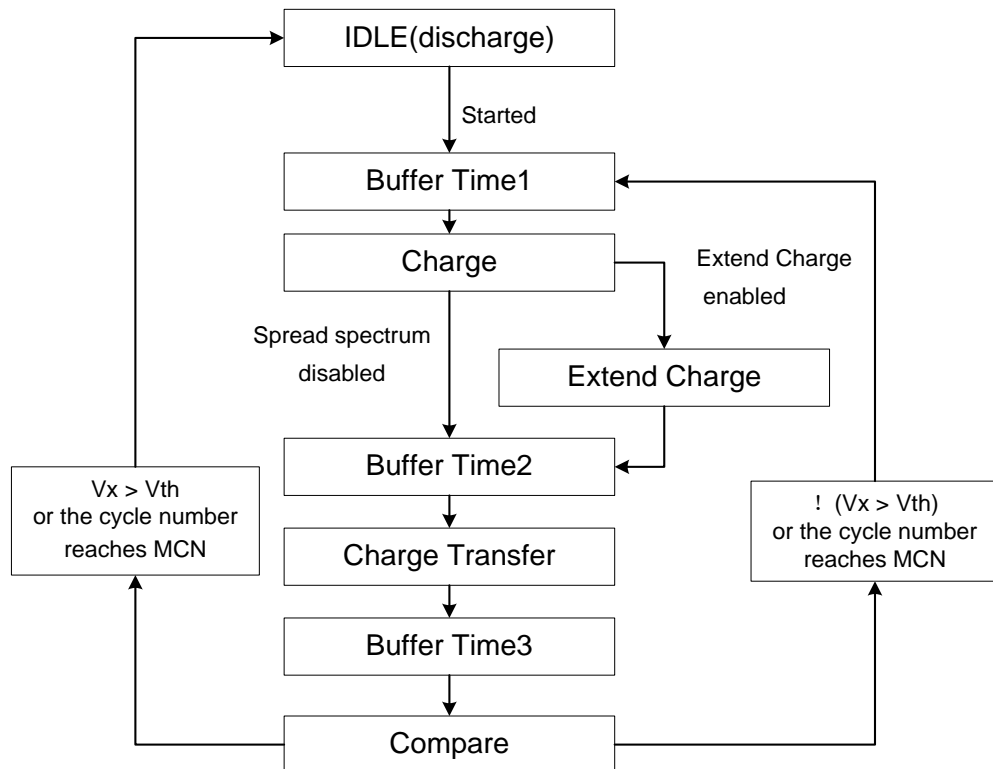 IDLE(discharge)
Started
Buffer Time1
Charge
Extend Charge
enabled
Spread spectrum
disabled
Extend Charge
Buffer Time2
Vx > Vth
or the cycle number
reaches MCN
! (Vx > Vth)
or the cycle number
reaches MCN
Charge Transfer
Buffer Time3
Compare